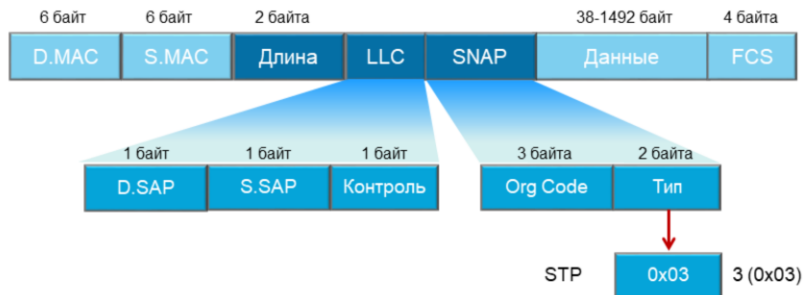 6 байт 6 байт 2 байта 38-1492 байт 4 байта
D.MAC S.MAC Длина LLC SNAP Данные FCS
1 байт 1 байт 1 байт 3 байта 2 байта
D.SAP S.SAP Контроль Org Code Тип
STP 0x03 3 (0x03)